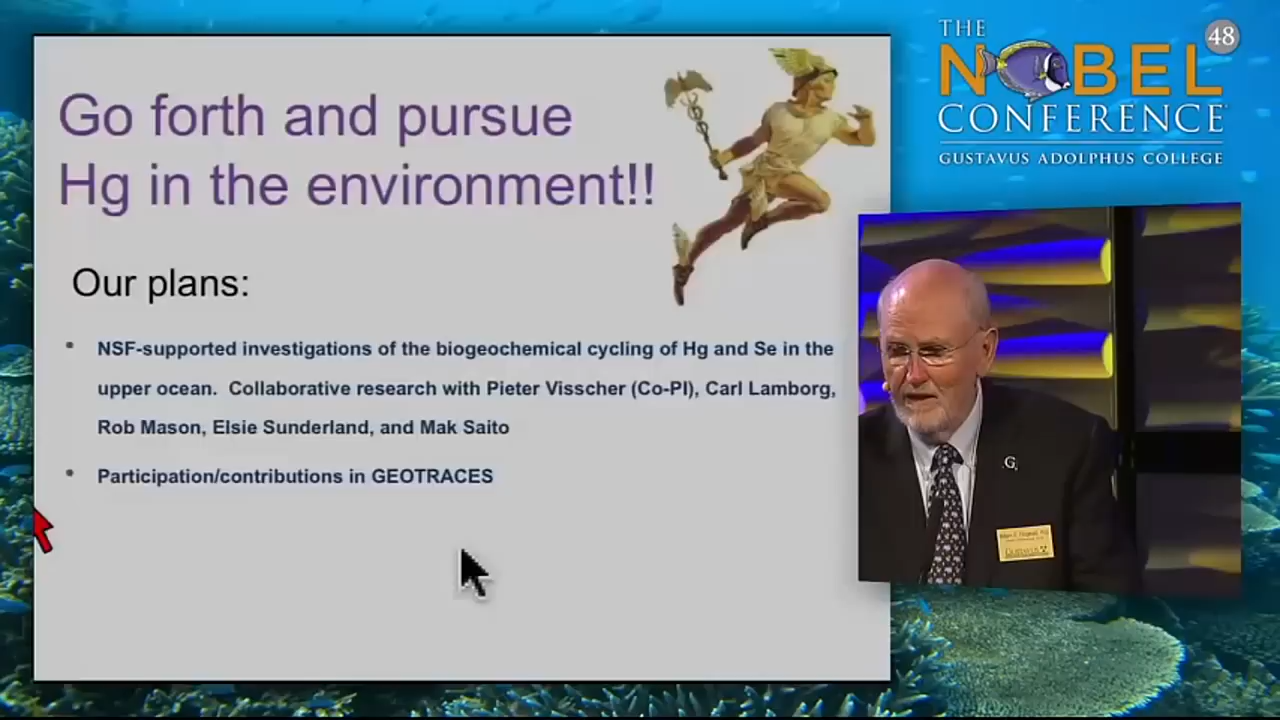 Go forth and pursue
Hg in the environment!!
Our plans:
• NSF-supported investigations of the biogeochemical cycling of Hg and Se in the
upper ocean. Collaborative research with Pieter Visscher (Co-PI), Carl Lamborg,
Rob Mason, Elsie Sunderland, and Mak Saito
• Participation/contributions in GEOTRACES
THE
NOBEL
48
CONFERENCE
GUSTAVUS ADOLPHUS COLLEGE
G